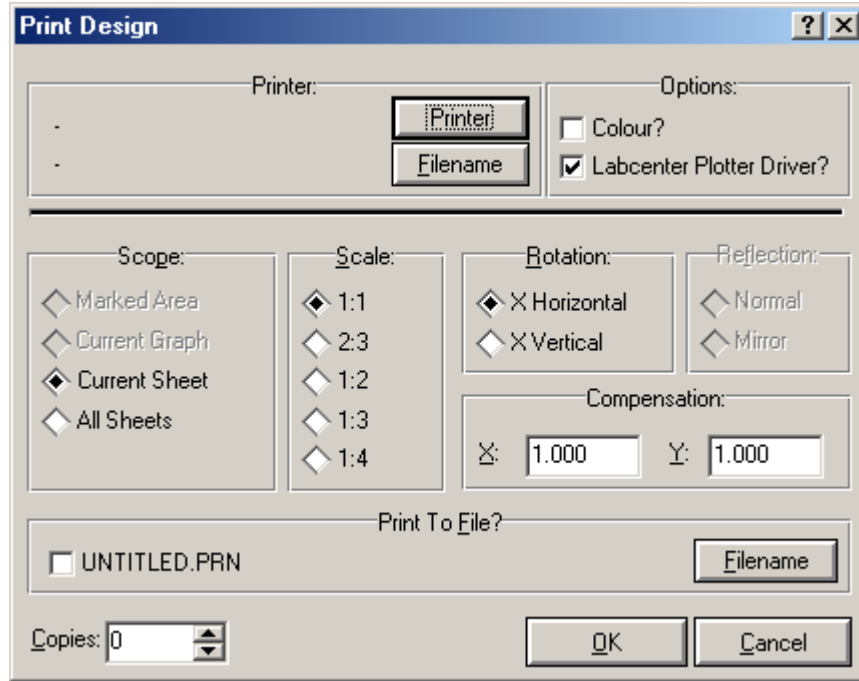 Print Design
Printer:
-
Printer
-
Filename
Options:
Colour?
Labcenter Plotter Driver?
Scope:
Marked Area
Current Graph
Current Sheet
All Sheets
Scale:
1:1
2:3
1:2
1:3
1:4
Rotation:
X Horizontal
X Vertical
Reflection:
Normal
Mirror
Compensation:
X: 1.000 Y: 1.000
Print To File?
UNTITLED.PRN Filename
Copies: 0 OK Cancel